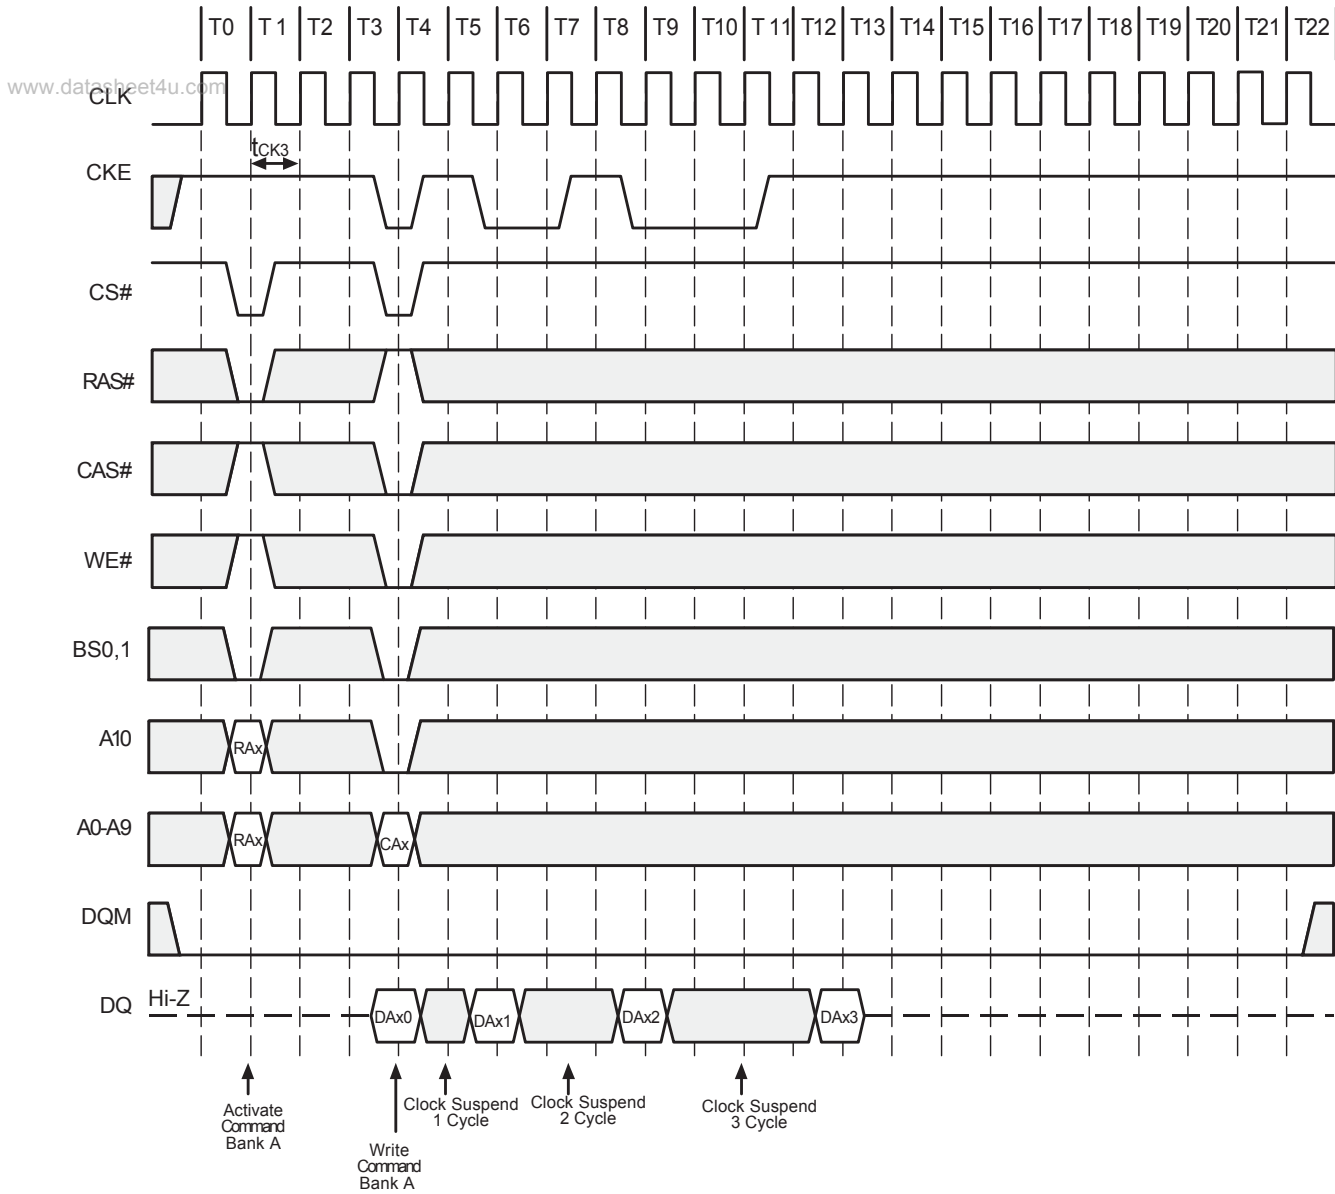 T0 T1 T2 T3 T4 T5 T6 T7 T8 T9 T10 T11 T12 T13 T14 T15 T16 T17 T18 T19 T20 T21 T22
www.datasheet4u.com
CLK
tCK3
CKE
CS#
RAS#
CAS#
WE#
BS0,1
A10
RAx
A0-A9
RAx
CAx
DQM
DQ
Hi-Z
DAx0
DAx1
DAx2
DAx3
Activate
Command
Bank A
Write
Command
Bank A
Clock Suspend
1 Cycle
Clock Suspend
2 Cycle
Clock Suspend
3 Cycle